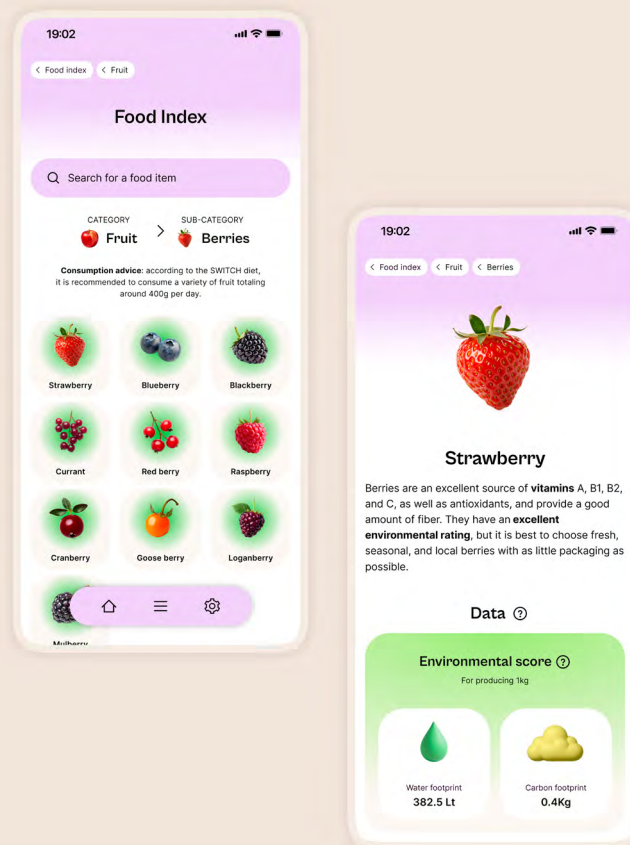 19:02
< Food index
< Fruit
Food Index
Search for a food item
CATEGORY
Fruit
>
SUB-CATEGORY
Berries
Consumption advice: according to the SWITCH diet,
it is recommended to consume a variety of fruit totaling
around 400g per day.
Strawberry
Blueberry
Blackberry
Currant
Red berry
Raspberry
Cranberry
Goose berry
Loganberry
Mulberry
19:02
< Food index
< Fruit
< Berries
Strawberry
Berries are an excellent source of vitamins A, B1, B2,
and C, as well as antioxidants, and provide a good
amount of fiber. They have an excellent
environmental rating, but it is best to choose fresh,
seasonal, and local berries with as little packaging as
possible.
Data ?
Environmental score ?
For producing 1kg
Water footprint
382.5 Lt
Carbon footprint
0.4Kg